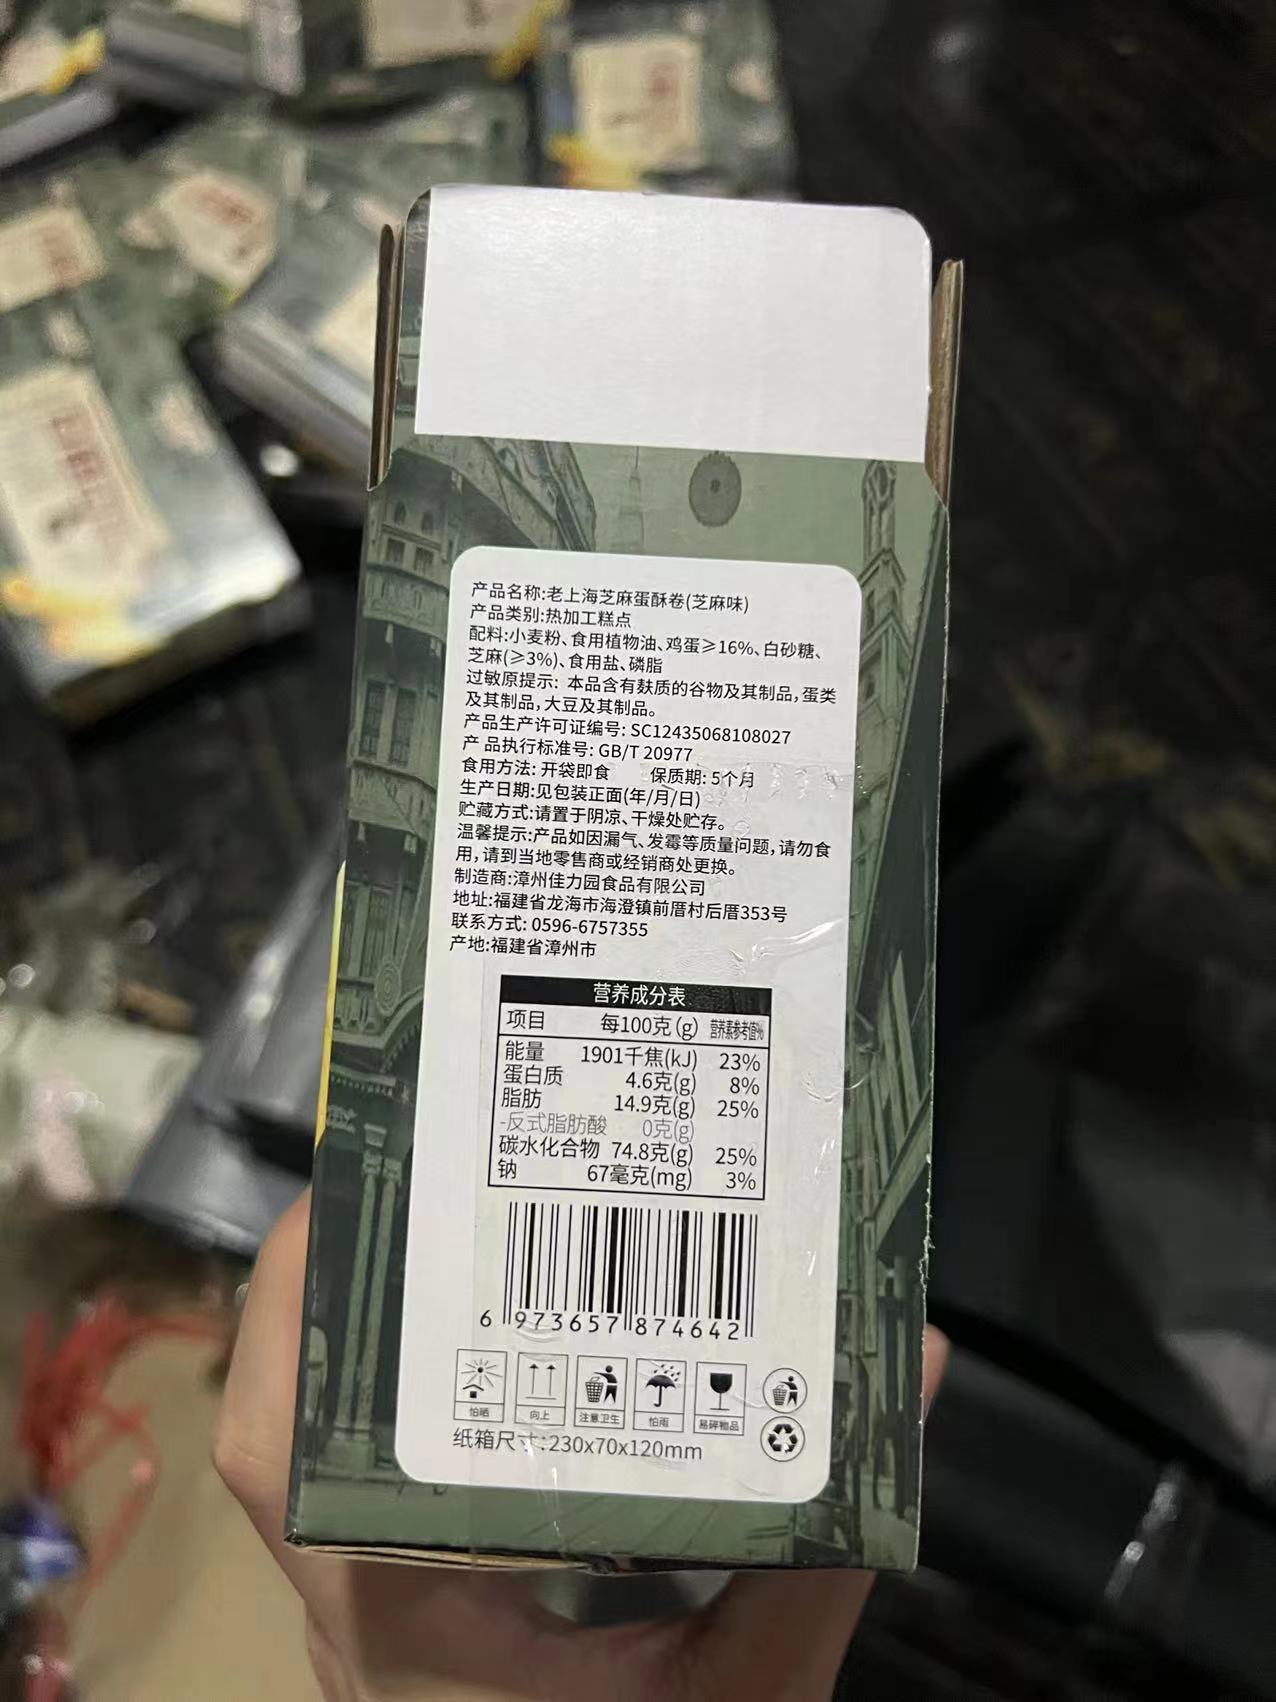 产品名称:老上海芝麻蛋酥卷(芝麻味)
产品类别:热加工糕点
配料:小麦粉、食用植物油、鸡蛋≥16%、白砂糖、
芝麻(≥3%)、食用盐、磷脂
过敏原提示: 本品含有麸质的谷物及其制品,蛋类
及其制品,大豆及其制品。
产品生产许可证编号: SC12435068108027
产品执行标准号: GB/T 20977
食用方法: 开袋即食 保质期: 5个月
生产日期:见包装正面(年/月/日)
贮藏方式:请置于阴凉、干燥处贮存。
温馨提示:产品如因漏气、发霉等质量问题,请勿食
用,请到当地零售商或经销商处更换。
制造商:漳州佳力园食品有限公司
地址:福建省龙海市海澄镇前厝村后厝353号
联系方式: 0596-6757355
产地:福建省漳州市
营养成分表
项目 每100克(g) 营养素参考值%
能量 1901千焦(kJ) 23%
蛋白质 4.6克(g) 8%
脂肪 14.9克(g) 25%
-反式脂肪酸 0克(g)
碳水化合物 74.8克(g) 25%
钠 67毫克(mg) 3%
6 973657 874642
怕晒 向上 注意卫生 怕雨 易碎物品
纸箱尺寸:230x70x120mm